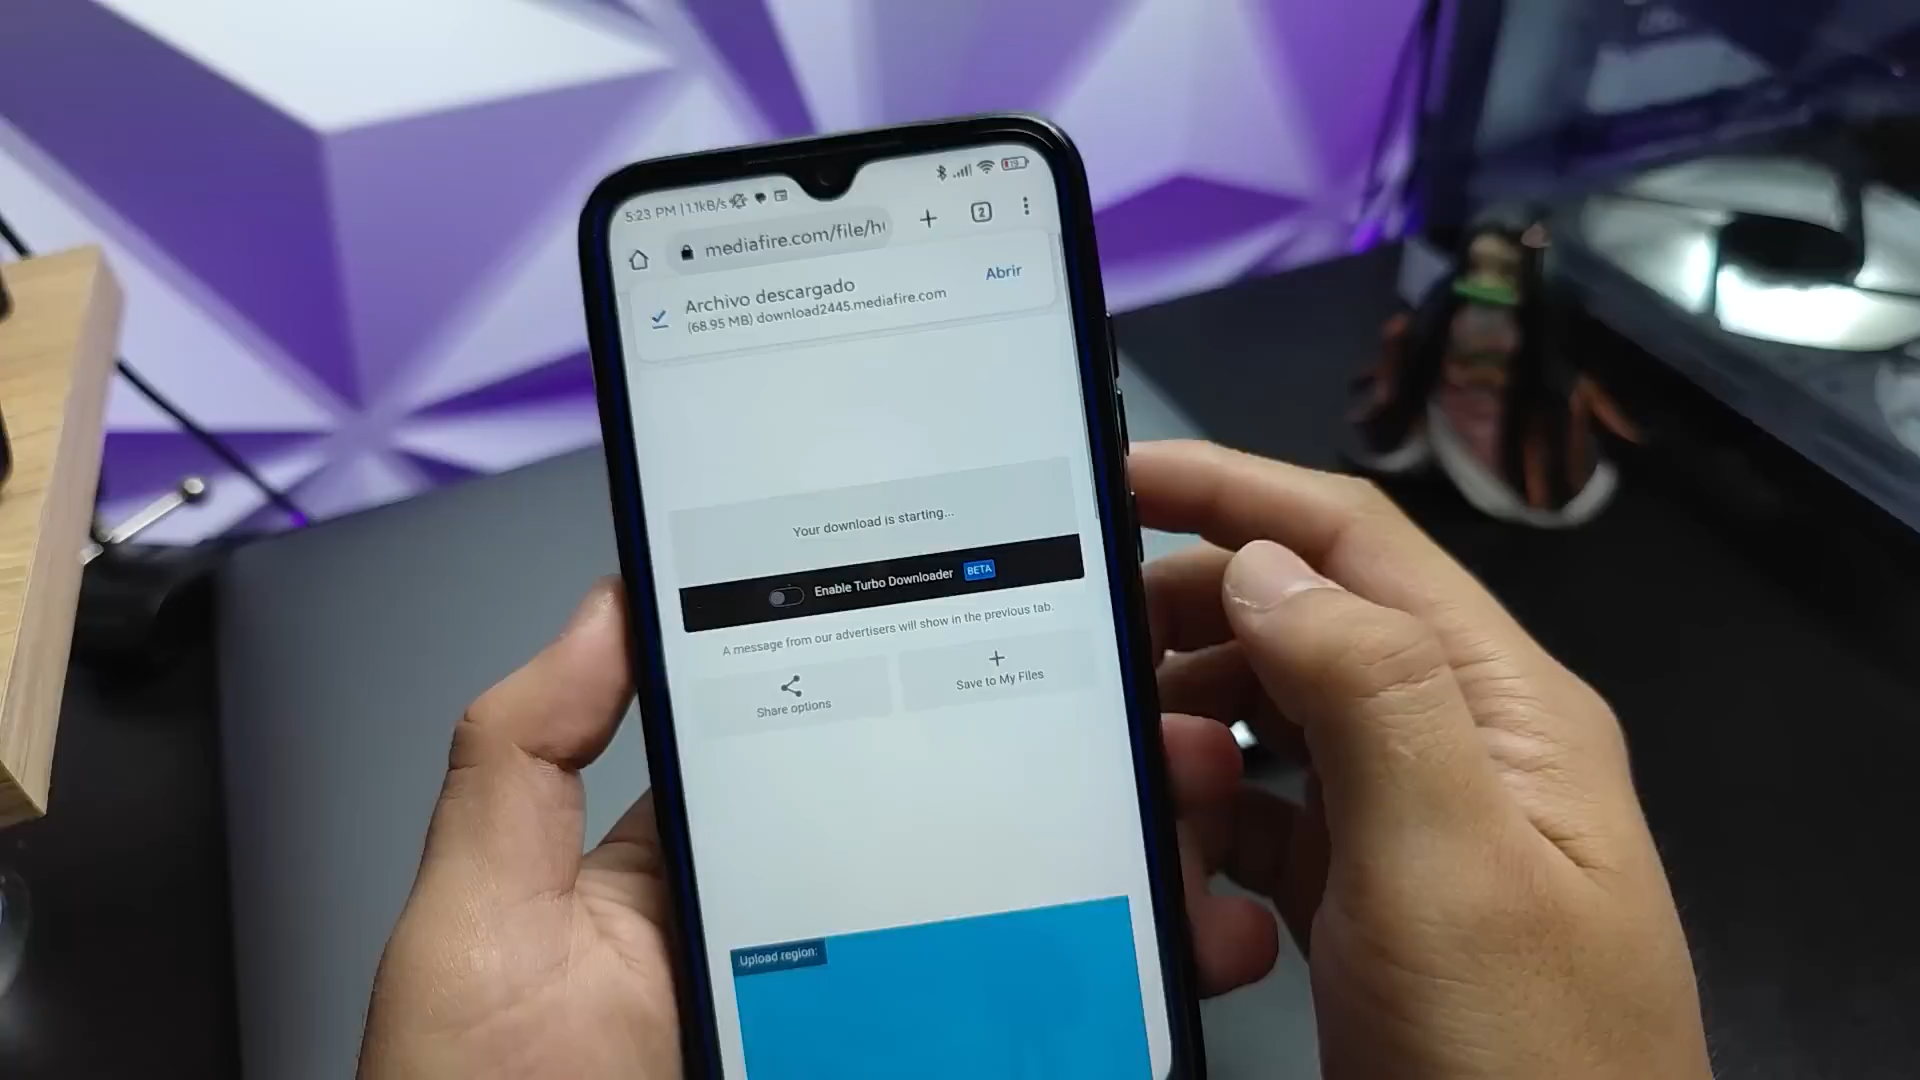 5:23 PM | 1.1kB/s
19
mediafire.com/file/h
2
Archivo descargado
(68.95 MB) download2445.mediafire.com
Abrir
Your download is starting...
Enable Turbo Downloader BETA
A message from our advertisers will show in the previous tab.
Share options
Save to My Files
Upload region: